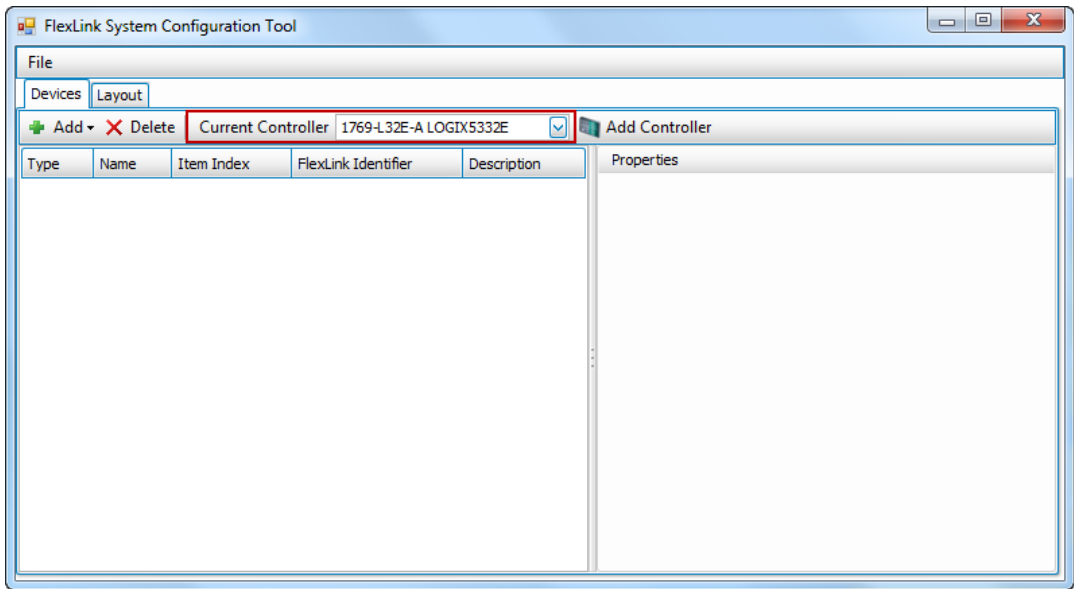 FlexLink System Configuration Tool
File
Devices Layout
Add Delete Current Controller 1769-L32E-A LOGIX5332E Add Controller
Type Name Item Index FlexLink Identifier Description Properties